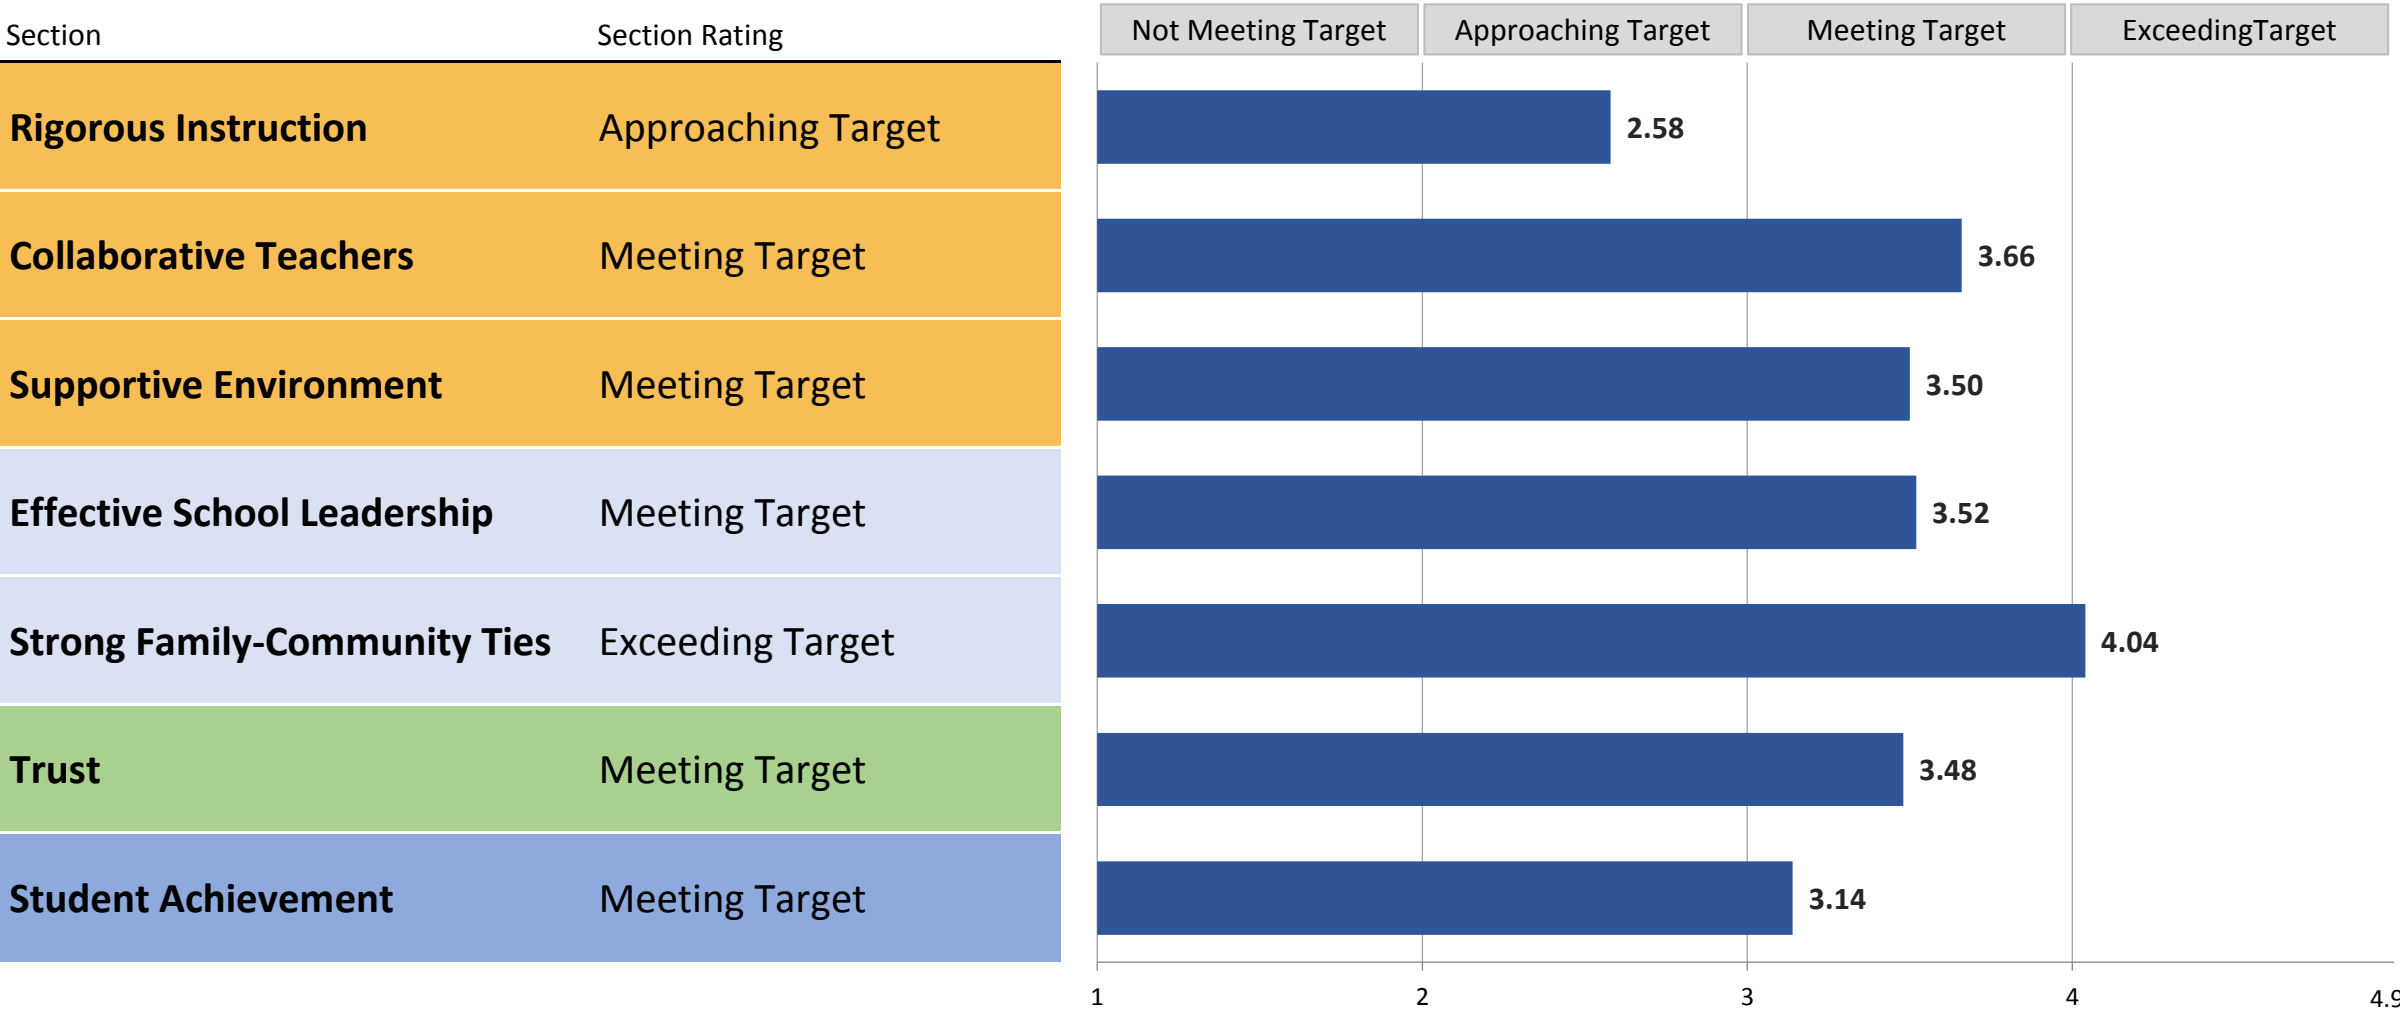 Section Section Rating Not Meeting Target Approaching Target Meeting Target ExceedingTarget
Rigorous Instruction Approaching Target 2.58
Collaborative Teachers Meeting Target 3.66
Supportive Environment Meeting Target 3.50
Effective School Leadership Meeting Target 3.52
Strong Family-Community Ties Exceeding Target 4.04
Trust Meeting Target 3.48
Student Achievement Meeting Target 3.14
1 2 3 4 4.9